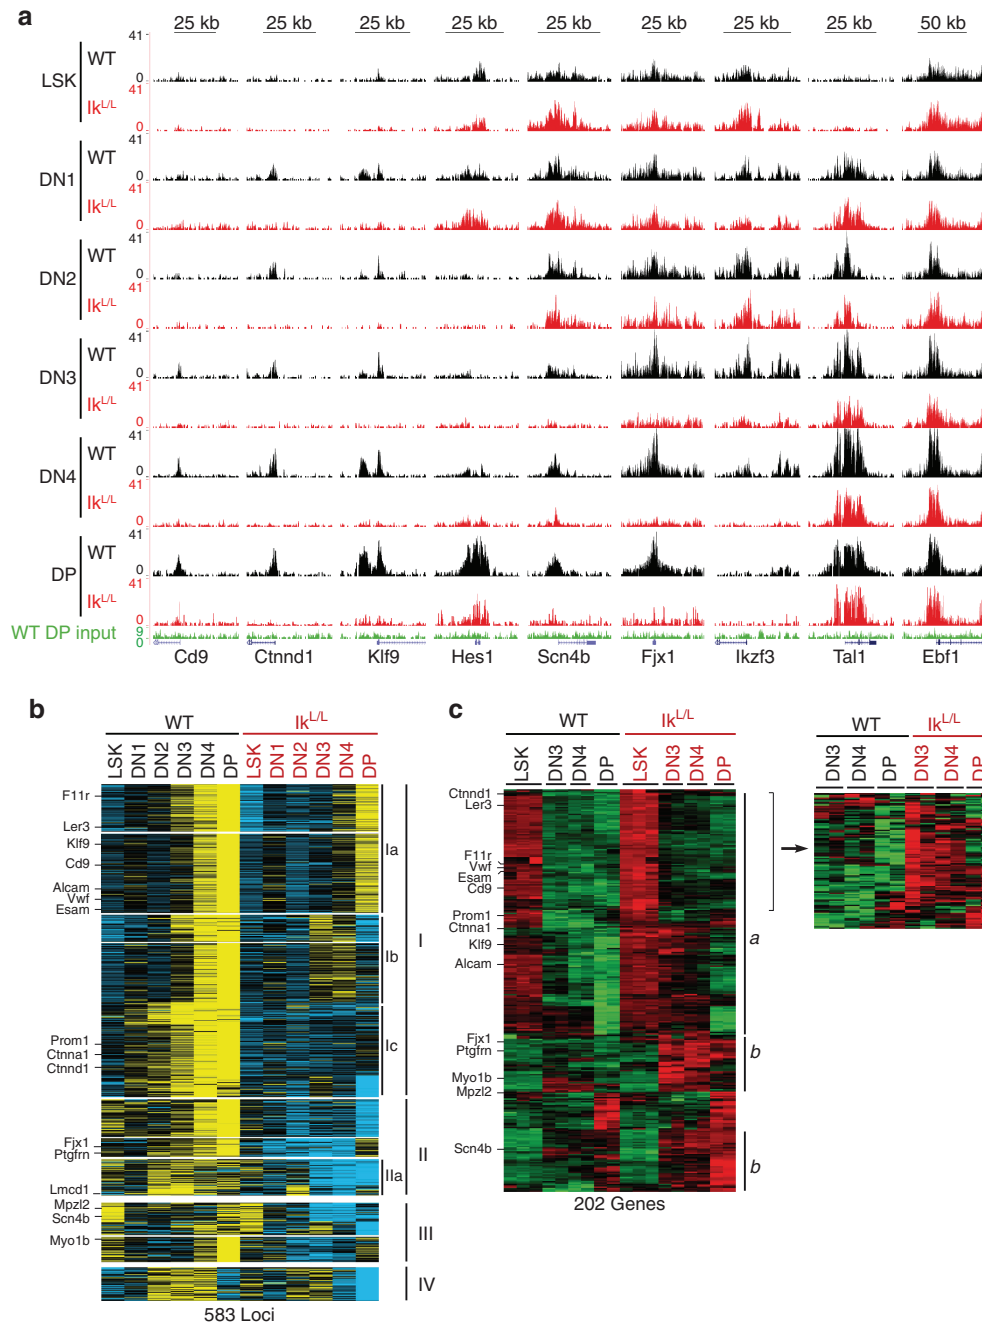 a
25 kb 25 kb 25 kb 25 kb 25 kb 25 kb 25 kb 25 kb 50 kb
LSK
WT 41 0
Ik^L/L 41 0
DN1
WT 41 0
Ik^L/L 41 0
DN2
WT 41 0
Ik^L/L 41 0
DN3
WT 41 0
Ik^L/L 41 0
DN4
WT 41 0
Ik^L/L 41 0
DP
WT 41 0
Ik^L/L 41 0
WT DP input 9 0
Cd9 Ctnnd1 Klf9 Hes1 Scn4b Fjx1 Ikzf3 Tal1 Ebf1
b
WT Ik^L/L
LSK DN1 DN2 DN3 DN4 DP LSK DN1 DN2 DN3 DN4 DP
F11r
Ler3
Klf9
Cd9
Alcam
Vwf
Esam
Prom1
Ctnna1
Ctnnd1
Fjx1
Ptgfrn
Lmcd1
Mpzl2
Scn4b
Myo1b
Ia
Ib
Ic
I
II
IIa
III
IV
583 Loci
c
WT Ik^L/L
LSK DN3 DN4 DP LSK DN3 DN4 DP
Ctnnd1
Ler3
F11r
Vwf
Esam
Cd9
Prom1
Ctnna1
Klf9
Alcam
Fjx1
Ptgfrn
Myo1b
Mpzl2
Scn4b
a
b
b
202 Genes
WT Ik^L/L
DN3 DN4 DP DN3 DN4 DP